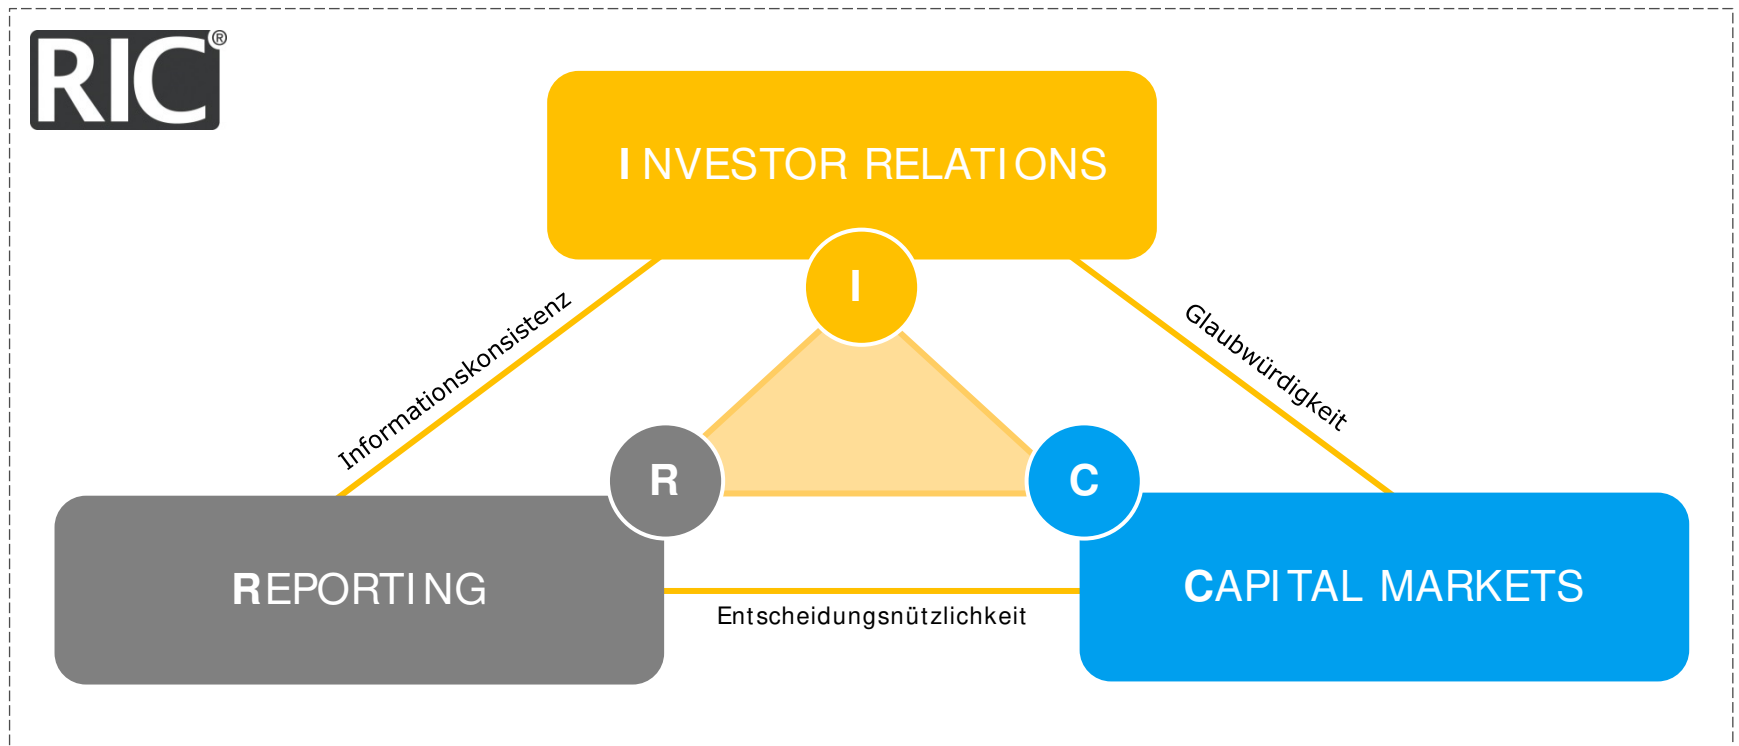 RIC®
INVESTOR RELATIONS
I
Informationskonsistenz
Glaubwürdigkeit
R
C
REPORTING
CAPITAL MARKETS
Entscheidungsnützlichkeit